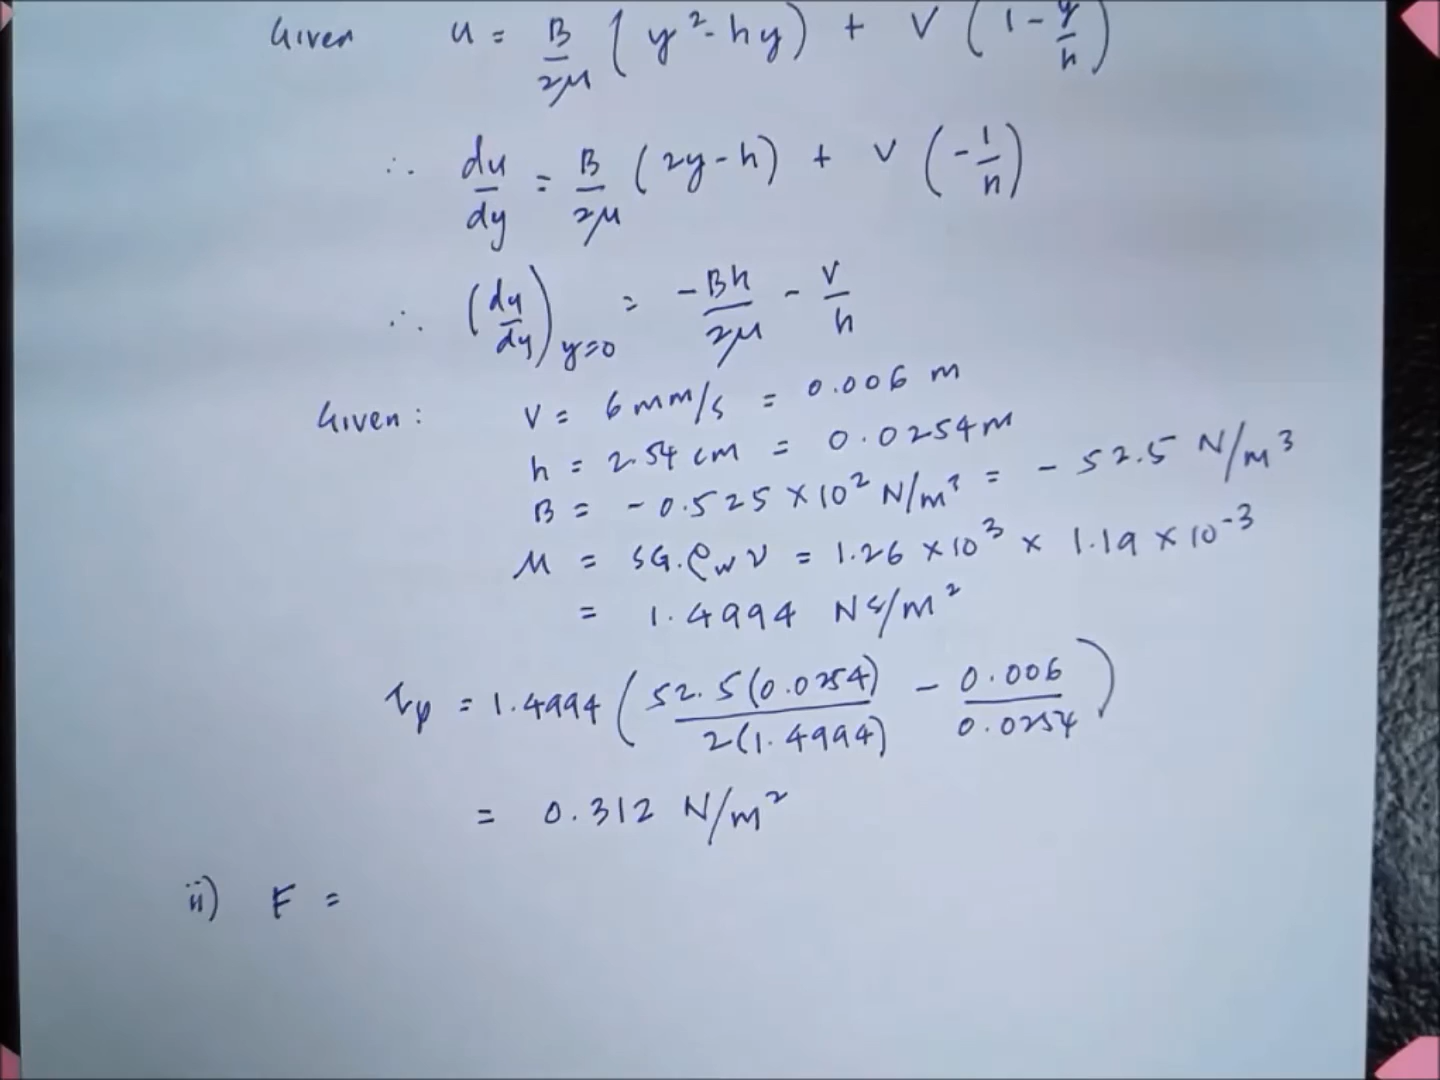 Given u = B/2μ (y² - hy) + V (1 - y/h)
∴ du/dy = B/2μ (2y - h) + V (-1/h)
∴ (du/dy)y=0 = -Bh/2μ - V/h
Given: V = 6 mm/s = 0.006 m
h = 2.54 cm = 0.0254 m
B = -0.525 × 10² N/m³ = -52.5 N/m³
μ = SG.ρw ν = 1.26 × 10³ × 1.19 × 10⁻³
= 1.4994 Ns/m²
τp = 1.4994 (52.5(0.0254)/2(1.4994) - 0.006/0.0254)
= 0.312 N/m²
ii) F =